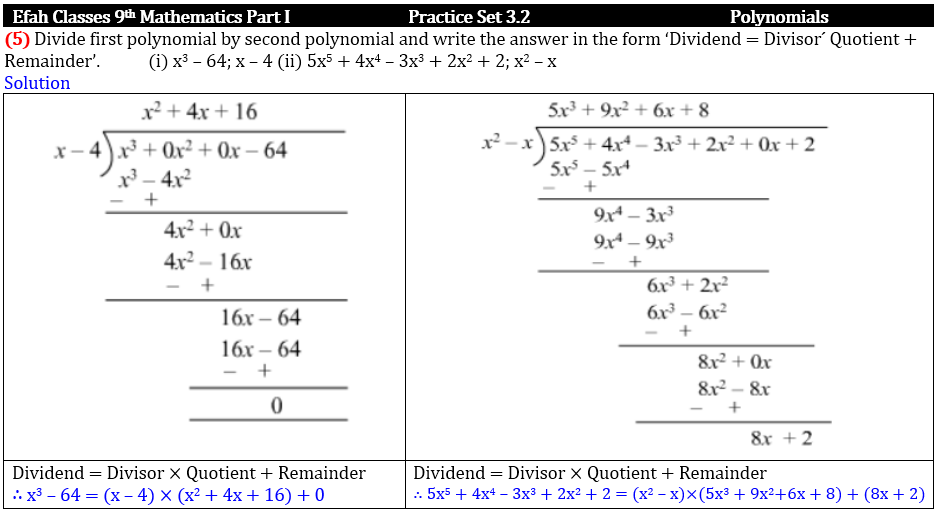 Efah Classes 9th Mathematics Part I Practice Set 3.2 Polynomials
(5) Divide first polynomial by second polynomial and write the answer in the form ‘Dividend = Divisor´ Quotient +
Remainder’. (i) x³ – 64; x – 4 (ii) 5x⁵ + 4x⁴ – 3x³ + 2x² + 2; x² – x
Solution
x² + 4x + 16
x – 4 ) x³ + 0x² + 0x – 64
x³ – 4x²
– +
4x² + 0x
4x² – 16x
– +
16x – 64
16x – 64
– +
0
Dividend = Divisor × Quotient + Remainder
∴ x³ – 64 = (x – 4) × (x² + 4x + 16) + 0
5x³ + 9x² + 6x + 8
x² – x ) 5x⁵ + 4x⁴ – 3x³ + 2x² + 0x + 2
5x⁵ – 5x⁴
– +
9x⁴ – 3x³
9x⁴ – 9x³
– +
6x³ + 2x²
6x³ – 6x²
– +
8x² + 0x
8x² – 8x
– +
8x + 2
Dividend = Divisor × Quotient + Remainder
∴ 5x⁵ + 4x⁴ – 3x³ + 2x² + 2 = (x² – x)×(5x³ + 9x²+6x + 8) + (8x + 2)